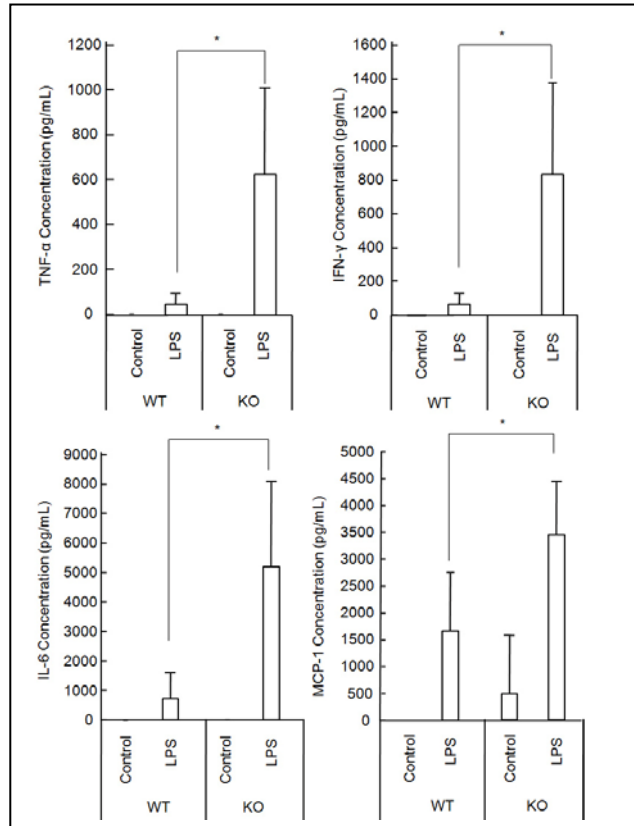 *
TNF-α Concentration (pg/mL)
1200
1000
800
600
400
200
0
Control
LPS
Control
LPS
WT
KO
*
IFN-γ Concentration (pg/mL)
1600
1400
1200
1000
800
600
400
200
0
Control
LPS
Control
LPS
WT
KO
*
IL-6 Concentration (pg/mL)
9000
8000
7000
6000
5000
4000
3000
2000
1000
0
Control
LPS
Control
LPS
WT
KO
*
MCP-1 Concentration (pg/mL)
5000
4500
4000
3500
3000
2500
2000
1500
1000
500
0
Control
LPS
Control
LPS
WT
KO